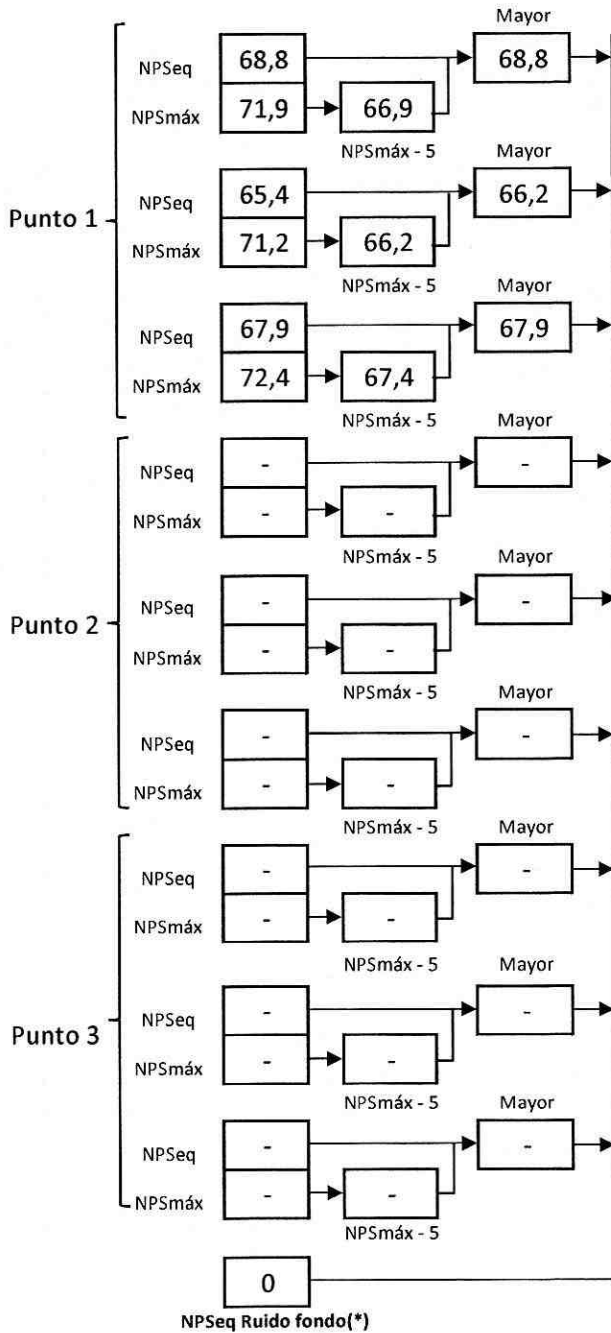 Mayor
NPSeq 68,8 68,8
NPSmáx 71,9 66,9
NPSmáx - 5
Mayor
NPSeq 65,4 66,2
Punto 1
NPSmáx 71,2 66,2
NPSmáx - 5
Mayor
NPSeq 67,9 67,9
NPSmáx 72,4 67,4
NPSmáx - 5
Mayor
NPSeq - -
NPSmáx - -
NPSmáx - 5
Mayor
NPSeq - -
Punto 2
NPSmáx - -
NPSmáx - 5
Mayor
NPSeq - -
NPSmáx - -
NPSmáx - 5
Mayor
NPSeq - -
NPSmáx - -
NPSmáx - 5
Mayor
NPSeq - -
Punto 3
NPSmáx - -
NPSmáx - 5
Mayor
NPSeq - -
NPSmáx - -
NPSmáx - 5
0
NPSeq Ruido fondo(*)